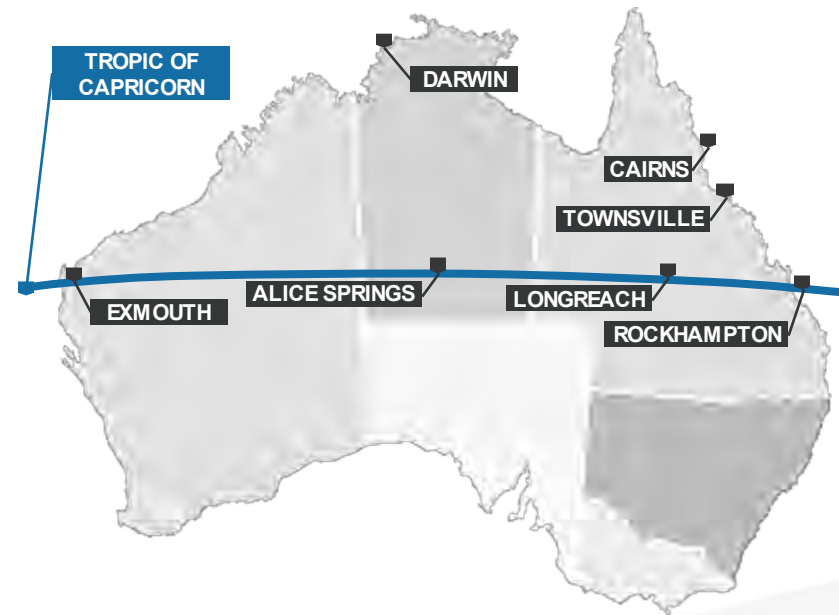 TROPIC OF
CAPRICORN
DARWIN
CAIRNS
TOWNSVILLE
ALICE SPRINGS
LONGREACH
EXMOUTH
ROCKHAMPTON